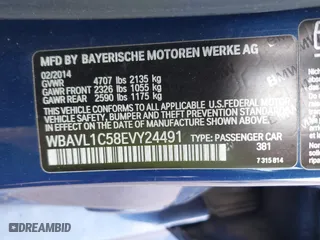 MFD BY BAYERISCHE MOTOREN WERKE AG
02/2014
GVWR 4707 lbs 2135 kg
GAWR FRONT 2326 lbs 1055 kg
GAWR REAR 2590 lbs 1175 kg
THIS VEHICLE CONFORMS TO ALL
APPLICABLE U.S. FEDERAL MOTOR
VEHICLE SAFETY, BUMPER AND
THEFT PREVENTION STANDARDS
IN EFFECT ON THE DATE OF
MANUFACTURE SHOWN ABOVE.
WBAVL1C58EVY24491
TYPE: PASSENGER CAR
381
7 315 814
DEALERSHIP AUCTIONS HISTORY